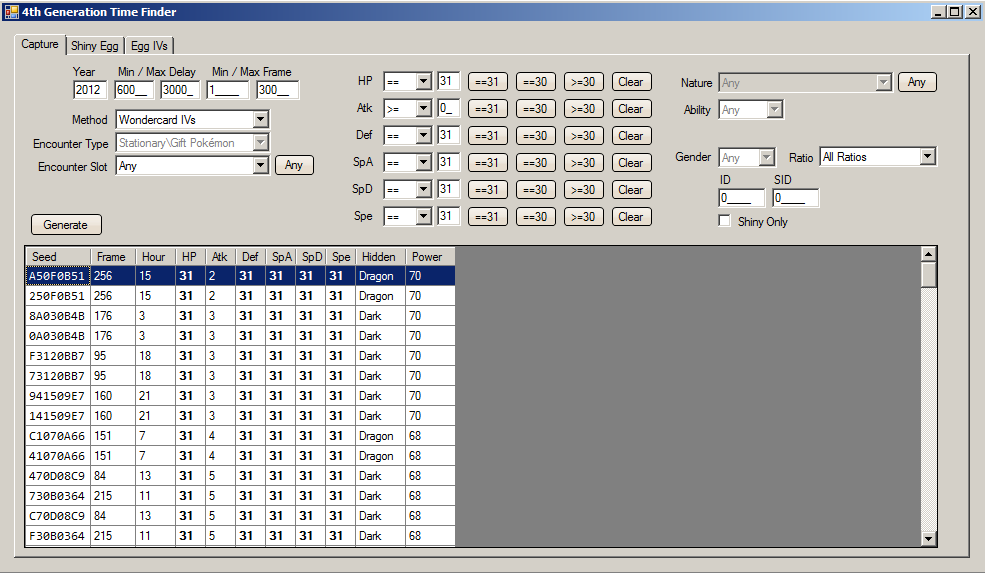 4th Generation Time Finder
Capture Shiny Egg Egg IVs
Year Min / Max Delay Min / Max Frame
2012 600__ 3000_ 1____ 300__
Method Wondercard IVs
Encounter Type Stationary\Gift Pokémon
Encounter Slot Any Any
Generate
HP == 31 ==31 ==30 >=30 Clear
Atk >= 0_ ==31 ==30 >=30 Clear
Def == 31 ==31 ==30 >=30 Clear
SpA == 31 ==31 ==30 >=30 Clear
SpD == 31 ==31 ==30 >=30 Clear
Spe == 31 ==31 ==30 >=30 Clear
Nature Any Any
Ability Any
Gender Any Ratio All Ratios
ID SID
0____ 0____
Shiny Only
Seed Frame Hour HP Atk Def SpA SpD Spe Hidden Power
A50F0B51 256 15 31 2 31 31 31 31 Dragon 70
250F0B51 256 15 31 2 31 31 31 31 Dragon 70
8A030B4B 176 3 31 3 31 31 31 31 Dark 70
0A030B4B 176 3 31 3 31 31 31 31 Dark 70
F3120BB7 95 18 31 3 31 31 31 31 Dark 70
73120BB7 95 18 31 3 31 31 31 31 Dark 70
941509E7 160 21 31 3 31 31 31 31 Dark 70
141509E7 160 21 31 3 31 31 31 31 Dark 70
C1070A66 151 7 31 4 31 31 31 31 Dragon 68
41070A66 151 7 31 4 31 31 31 31 Dragon 68
470D08C9 84 13 31 5 31 31 31 31 Dark 68
730B0364 215 11 31 5 31 31 31 31 Dark 68
C70D08C9 84 13 31 5 31 31 31 31 Dark 68
F30B0364 215 11 31 5 31 31 31 31 Dark 68